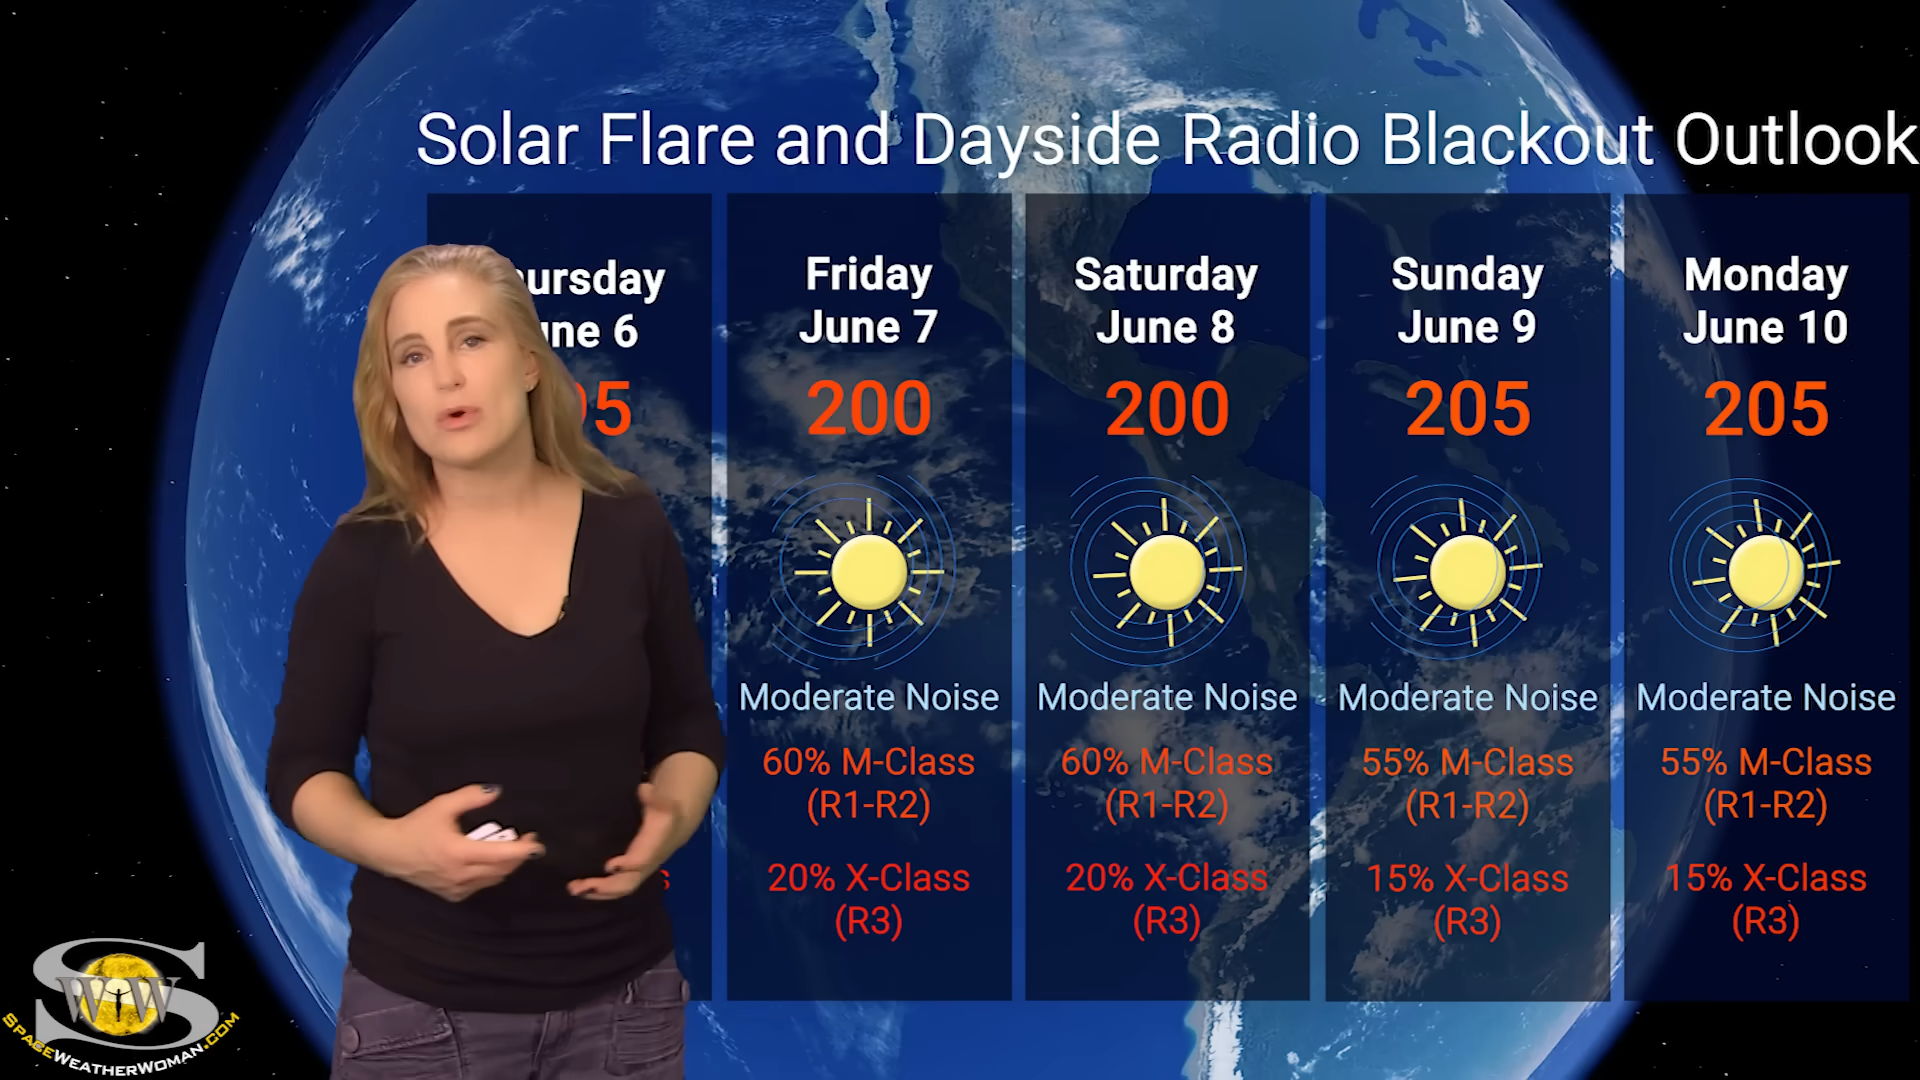 Solar Flare and Dayside Radio Blackout Outlook
Friday
June 7
200
Moderate Noise
60% M-Class
(R1-R2)
20% X-Class
(R3)
Saturday
June 8
200
Moderate Noise
60% M-Class
(R1-R2)
20% X-Class
(R3)
Sunday
June 9
205
Moderate Noise
55% M-Class
(R1-R2)
15% X-Class
(R3)
Monday
June 10
205
Moderate Noise
55% M-Class
(R1-R2)
15% X-Class
(R3)
SWW
SPACEWEATHERWOMAN.COM